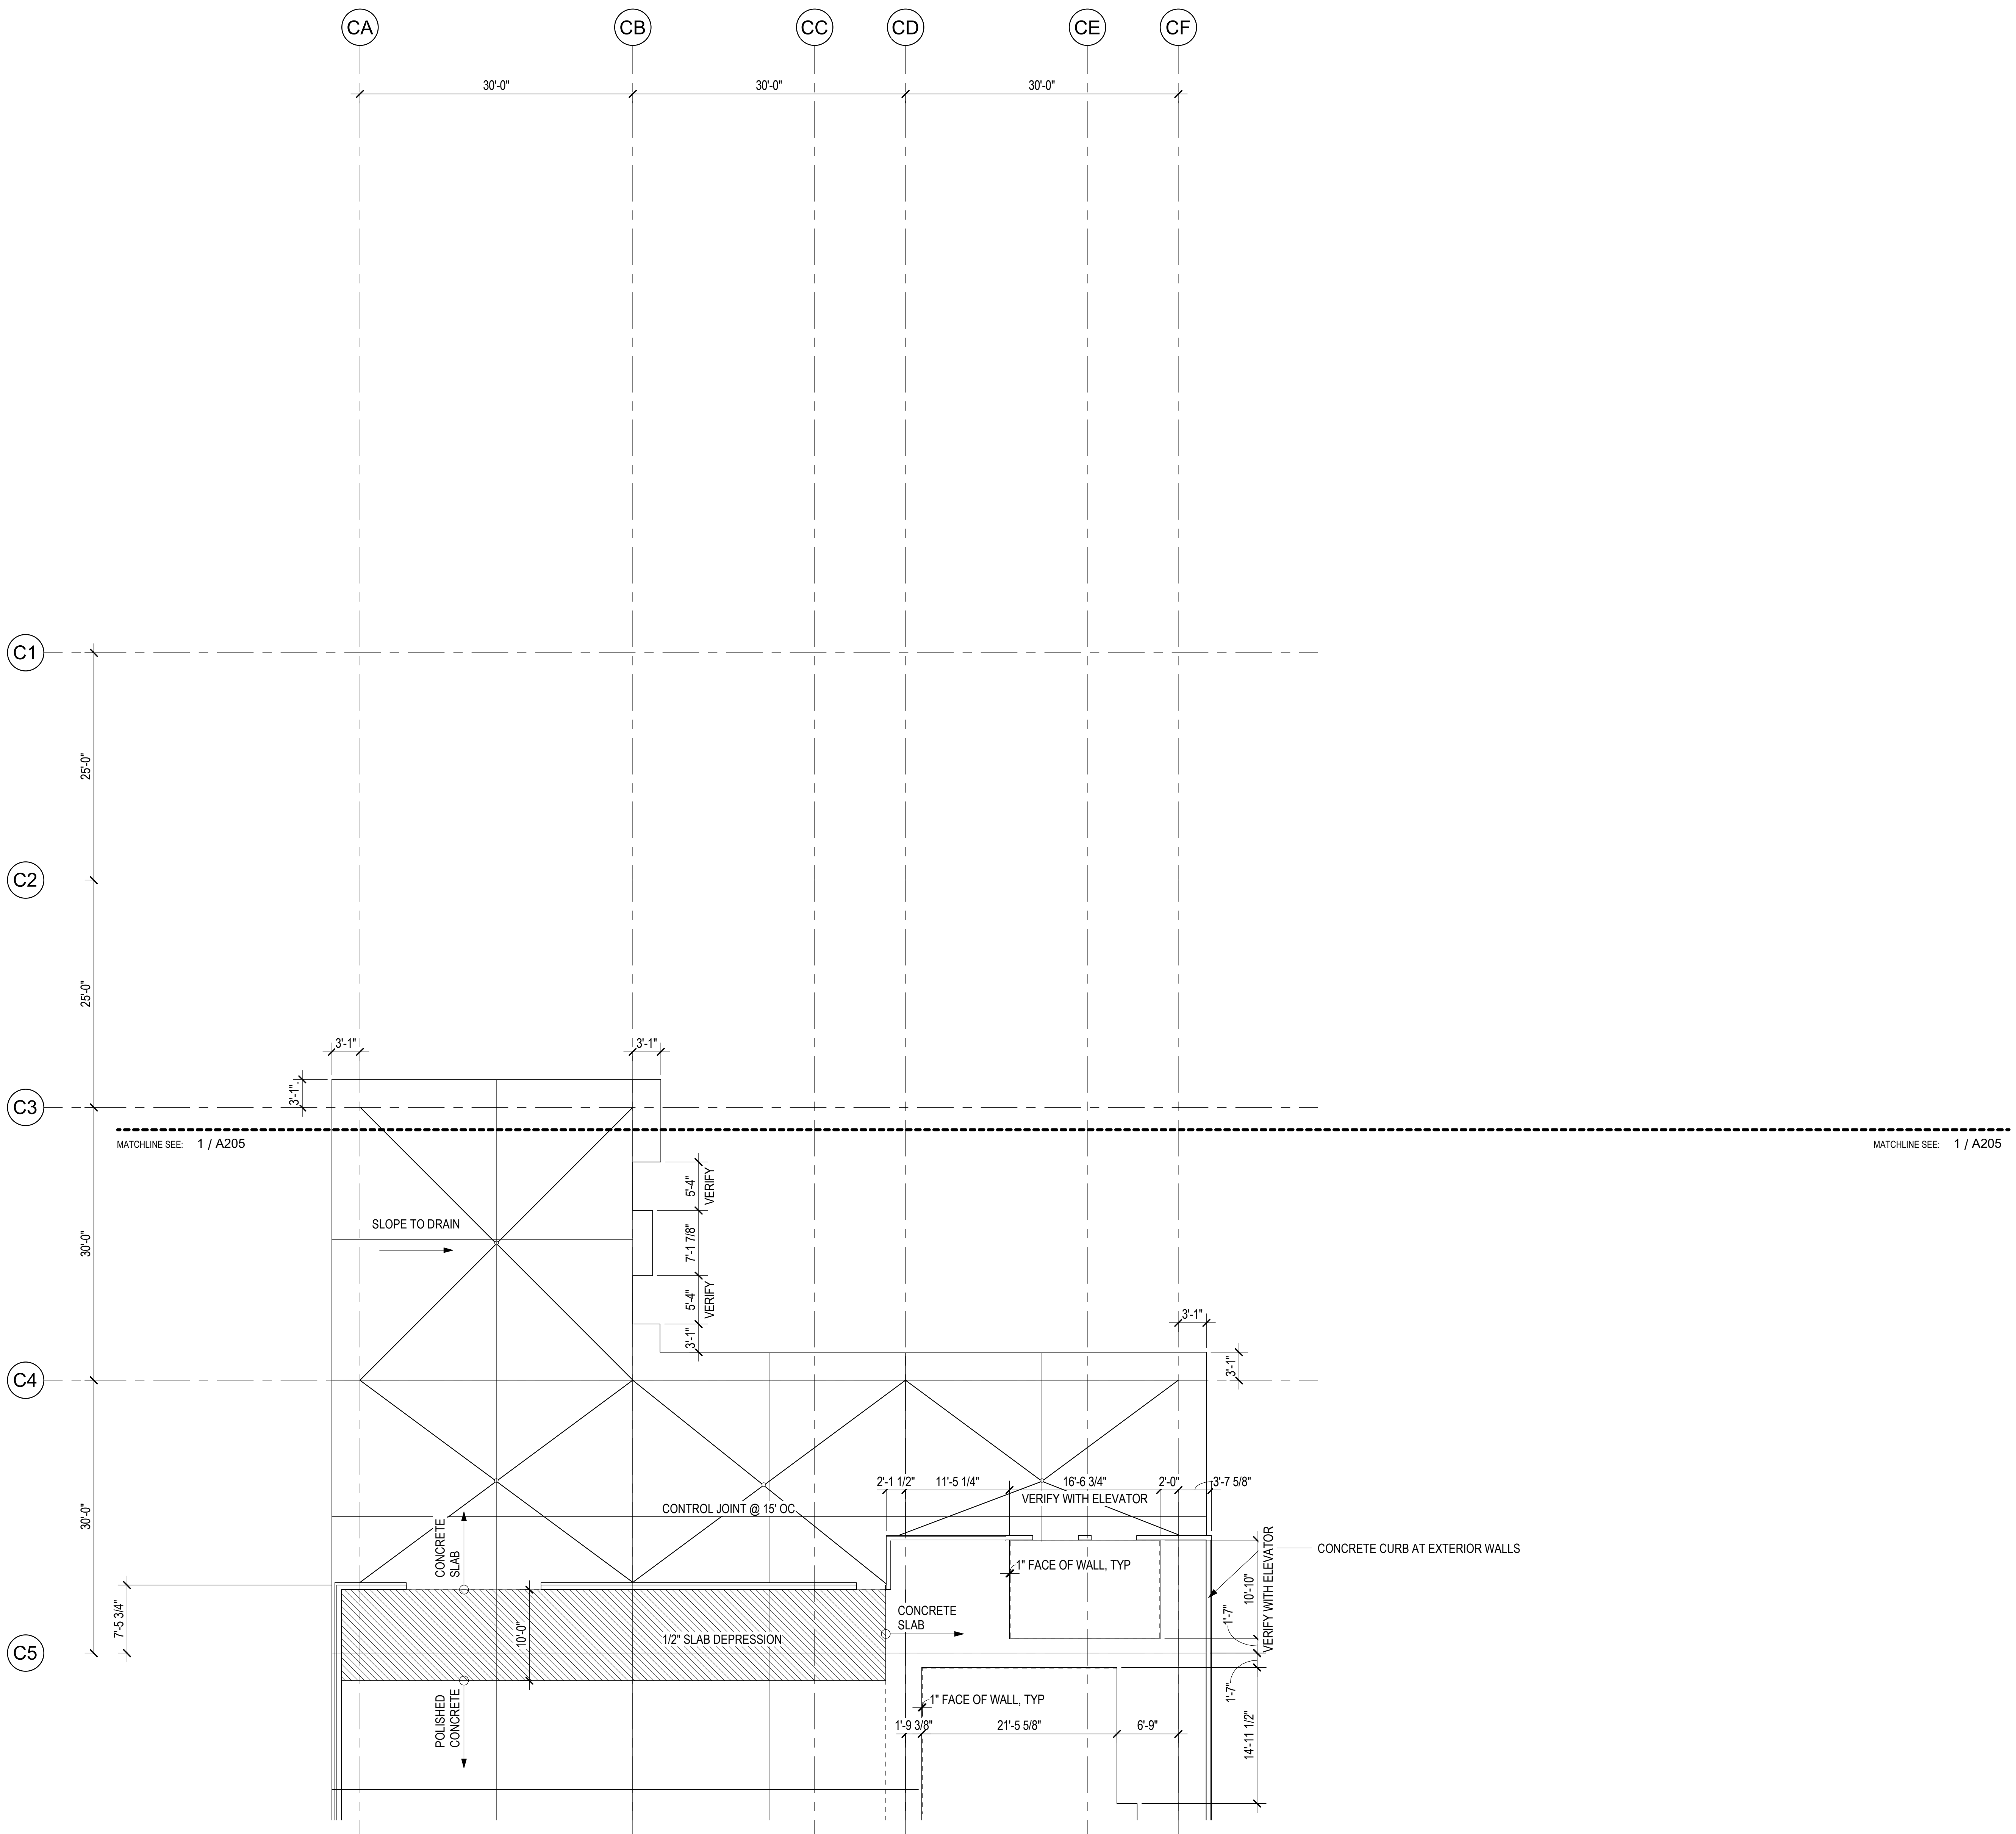 CA
CB
CC
CD
CE
CF
30'-0"
30'-0"
30'-0"
C1
25'-0"
C2
25'-0"
3'-1"
3'-1"
3'-1"
C3
MATCHLINE SEE: 1 / A205
MATCHLINE SEE: 1 / A205
5'-4"
VERIFY
SLOPE TO DRAIN
30'-0"
7'-1 7/8"
5'-4"
VERIFY
3'-1"
3'-1"
3'-1"
C4
2'-1 1/2"
11'-5 1/4"
16'-6 3/4"
2'-0"
3'-7 5/8"
VERIFY WITH ELEVATOR
CONTROL JOINT @ 15' OC
30'-0"
CONCRETE
SLAB
CONCRETE CURB AT EXTERIOR WALLS
1" FACE OF WALL, TYP
10'-10"
VERIFY WITH ELEVATOR
7'-5 3/4"
CONCRETE
SLAB
1'-7"
10'-0"
1/2" SLAB DEPRESSION
C5
1'-7"
POLISHED
CONCRETE
1" FACE OF WALL, TYP
1'-9 3/8"
21'-5 5/8"
6'-9"
14'-11 1/2"